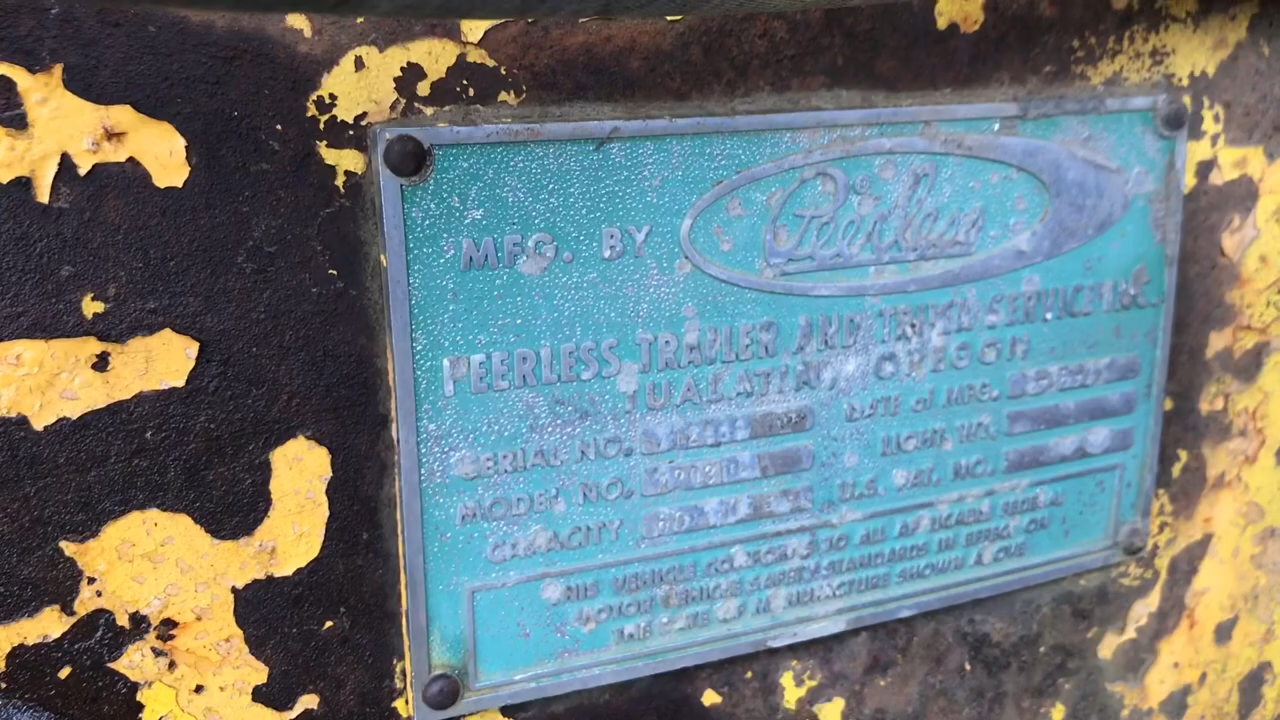 MFG. BY Peerless ®
PEERLESS TRAILER AND TRUCK SERVICE INC.
TUALATIN, OREGON
SERIAL NO.
DATE of MFG.
MODEL NO.
LIGHT. WT.
CAPACITY
U.S. PAT. NO.
THIS VEHICLE CONFORMS TO ALL APPLICABLE FEDERAL
MOTOR VEHICLE SAFETY STANDARDS IN EFFECT ON
THE DATE OF MANUFACTURE SHOWN ABOVE